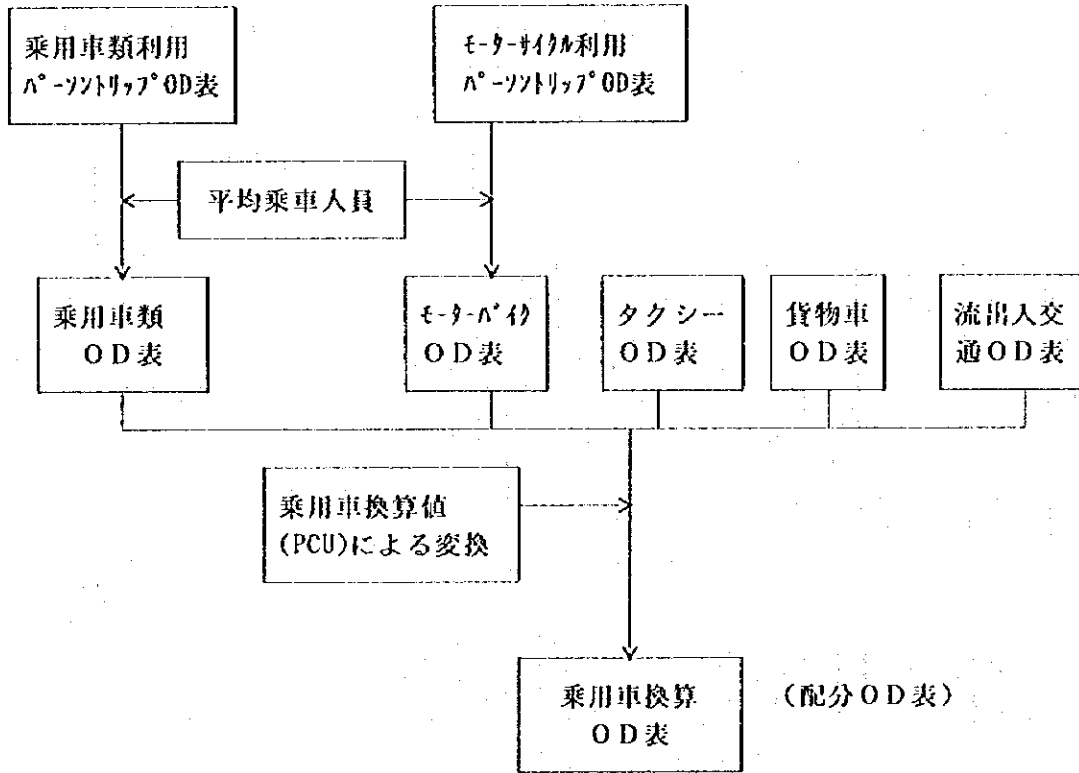 乗用車類利用
ﾊﾟｰｿﾝﾄﾘｯﾌﾟOD表
ﾓｰﾀｰｻｲｸﾙ利用
ﾊﾟｰｿﾝﾄﾘｯﾌﾟOD表
平均乗車人員
乗用車類
OD表
ﾓｰﾀｰﾊﾞｲｸ
OD表
タクシー
OD表
貨物車
OD表
流出入交
通OD表
乗用車換算値
(PCU)による変換
乗用車換算
OD表
(配分OD表)